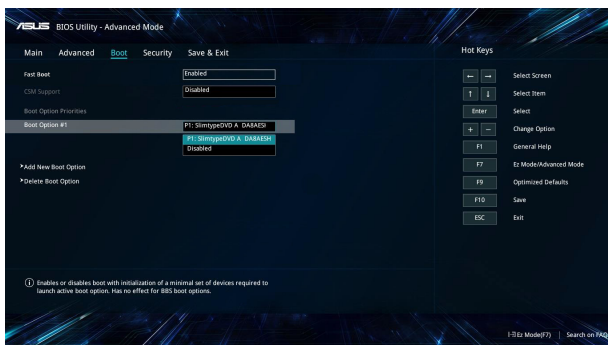 ASUS BIOS Utility - Advanced Mode
Main Advanced Boot Security Save & Exit
Hot Keys
Fast Boot Enabled
CSM Support Disabled
Boot Option Priorities
Boot Option #1 P1: SlimtypeDVD A DA8AESH
P1: SlimtypeDVD A DA8AESH
Disabled
>Add New Boot Option
>Delete Boot Option
← → Select Screen
↑ ↓ Select Item
Enter Select
+ − Change Option
F1 General Help
F7 Ez Mode/Advanced Mode
F9 Optimized Defaults
F10 Save
ESC Exit
i Enables or disables boot with initialization of a minimal set of devices required to
launch active boot option. Has no effect for BBS boot options.
Ez Mode(F7) | Search on FAQ